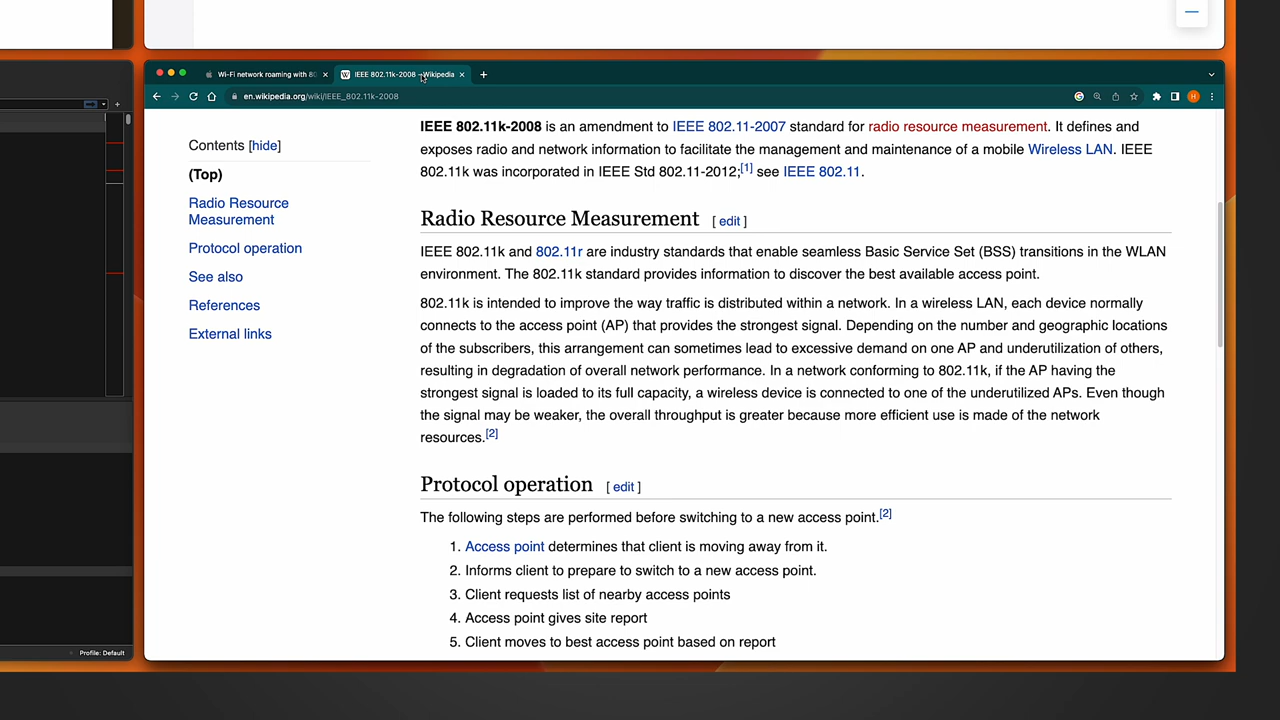 Wi-Fi network roaming with 80
IEEE 802.11k-2008 - Wikipedia
en.wikipedia.org/wiki/IEEE_802.11k-2008
H
Contents [hide]
(Top)
Radio Resource
Measurement
Protocol operation
See also
References
External links
IEEE 802.11k-2008 is an amendment to IEEE 802.11-2007 standard for radio resource measurement. It defines and
exposes radio and network information to facilitate the management and maintenance of a mobile Wireless LAN. IEEE
802.11k was incorporated in IEEE Std 802.11-2012;[1] see IEEE 802.11.
Radio Resource Measurement [ edit ]
IEEE 802.11k and 802.11r are industry standards that enable seamless Basic Service Set (BSS) transitions in the WLAN
environment. The 802.11k standard provides information to discover the best available access point.
802.11k is intended to improve the way traffic is distributed within a network. In a wireless LAN, each device normally
connects to the access point (AP) that provides the strongest signal. Depending on the number and geographic locations
of the subscribers, this arrangement can sometimes lead to excessive demand on one AP and underutilization of others,
resulting in degradation of overall network performance. In a network conforming to 802.11k, if the AP having the
strongest signal is loaded to its full capacity, a wireless device is connected to one of the underutilized APs. Even though
the signal may be weaker, the overall throughput is greater because more efficient use is made of the network
resources.[2]
Protocol operation [ edit ]
The following steps are performed before switching to a new access point.[2]
1. Access point determines that client is moving away from it.
2. Informs client to prepare to switch to a new access point.
3. Client requests list of nearby access points
4. Access point gives site report
5. Client moves to best access point based on report
Profile: Default